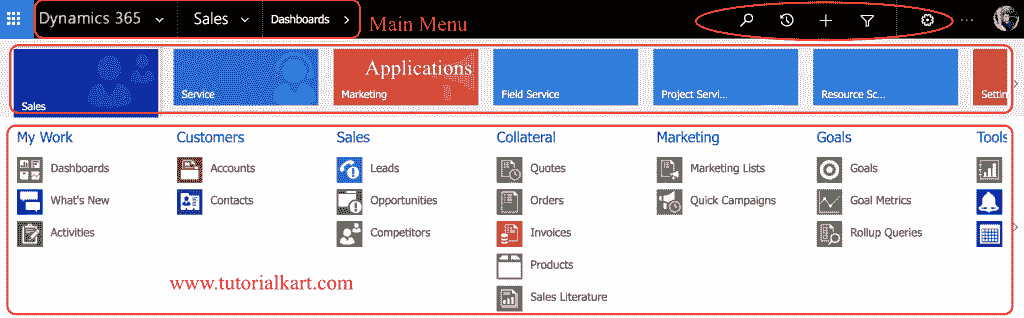 Dynamics 365 Sales Dashboards Main Menu
Applications
Sales Service Marketing Field Service Project Servi... Resource Sc... Settin
My Work Customers Sales Collateral Marketing Goals Tools
Dashboards Accounts Leads Quotes Marketing Lists Goals
What's New Contacts Opportunities Orders Quick Campaigns Goal Metrics
Activities Competitors Invoices Rollup Queries
Products
www.tutorialkart.com
Sales Literature